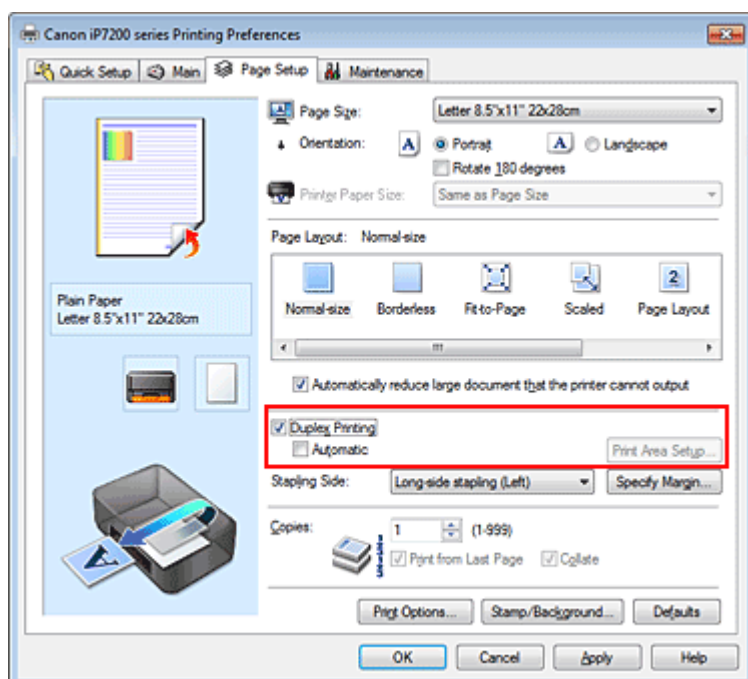 Canon iP7200 series Printing Preferences
Quick Setup Main Page Setup Maintenance
Page Size: Letter 8.5"x11" 22x28cm
Orientation: A Portrait A Landscape
Rotate 180 degrees
Printer Paper Size: Same as Page Size
Page Layout: Normal-size
2
Normal-size Borderless Fit-to-Page Scaled Page Layout
Plain Paper
Letter 8.5"x11" 22x28cm
Automatically reduce large document that the printer cannot output
Duplex Printing
Automatic Print Area Setup...
Stapling Side: Long-side stapling (Left) Specify Margin...
Copies: 1 (1-999)
Print from Last Page Collate
A
Print Options... Stamp/Background... Defaults
OK Cancel Apply Help